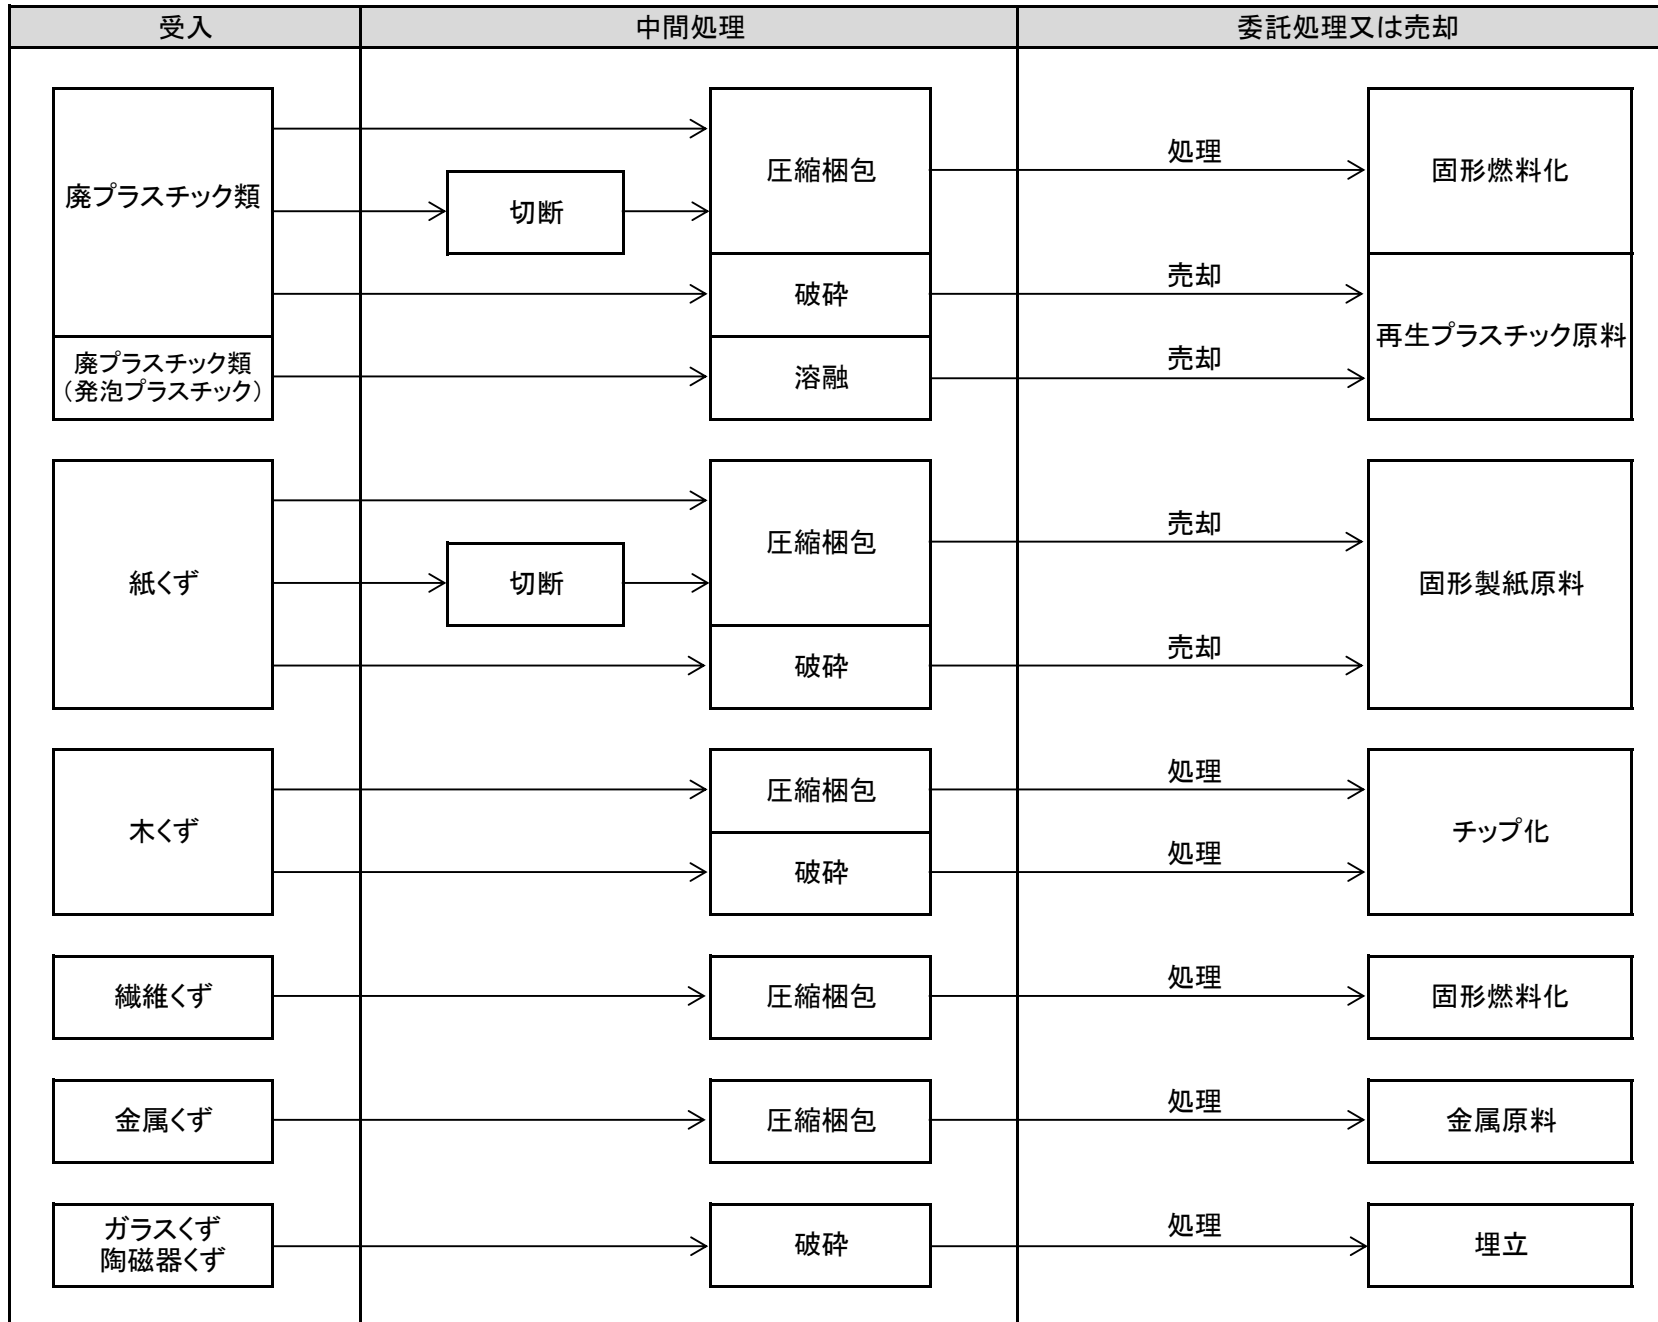 受入
中間処理
委託処理又は売却
廃プラスチック類
切断
圧縮梱包
処理
固形燃料化
破砕
売却
再生プラスチック原料
廃プラスチック類
（発泡プラスチック）
溶融
売却
紙くず
切断
圧縮梱包
売却
固形製紙原料
破砕
売却
木くず
圧縮梱包
処理
チップ化
破砕
処理
繊維くず
圧縮梱包
処理
固形燃料化
金属くず
圧縮梱包
処理
金属原料
ガラスくず
陶磁器くず
破砕
処理
埋立